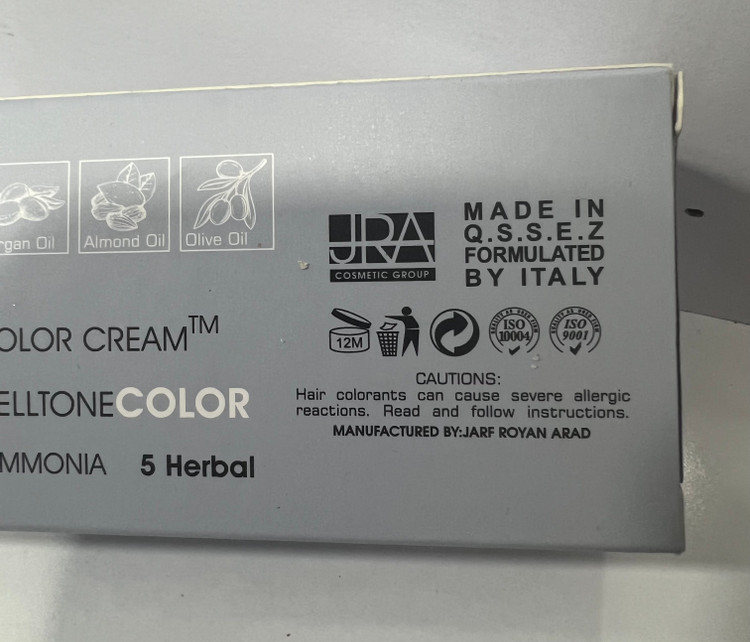 rgan Oil
Almond Oil
Olive Oil
OLOR CREAM™
ELLTONECOLOR
MMONIA 5 Herbal
JRA
COSMETIC GROUP
MADE IN
Q.S.S.E.Z
FORMULATED
BY ITALY
12M
ISO
10004
ISO
9001
CAUTIONS:
Hair colorants can cause severe allergic
reactions. Read and follow instructions.
MANUFACTURED BY:JARF ROYAN ARAD